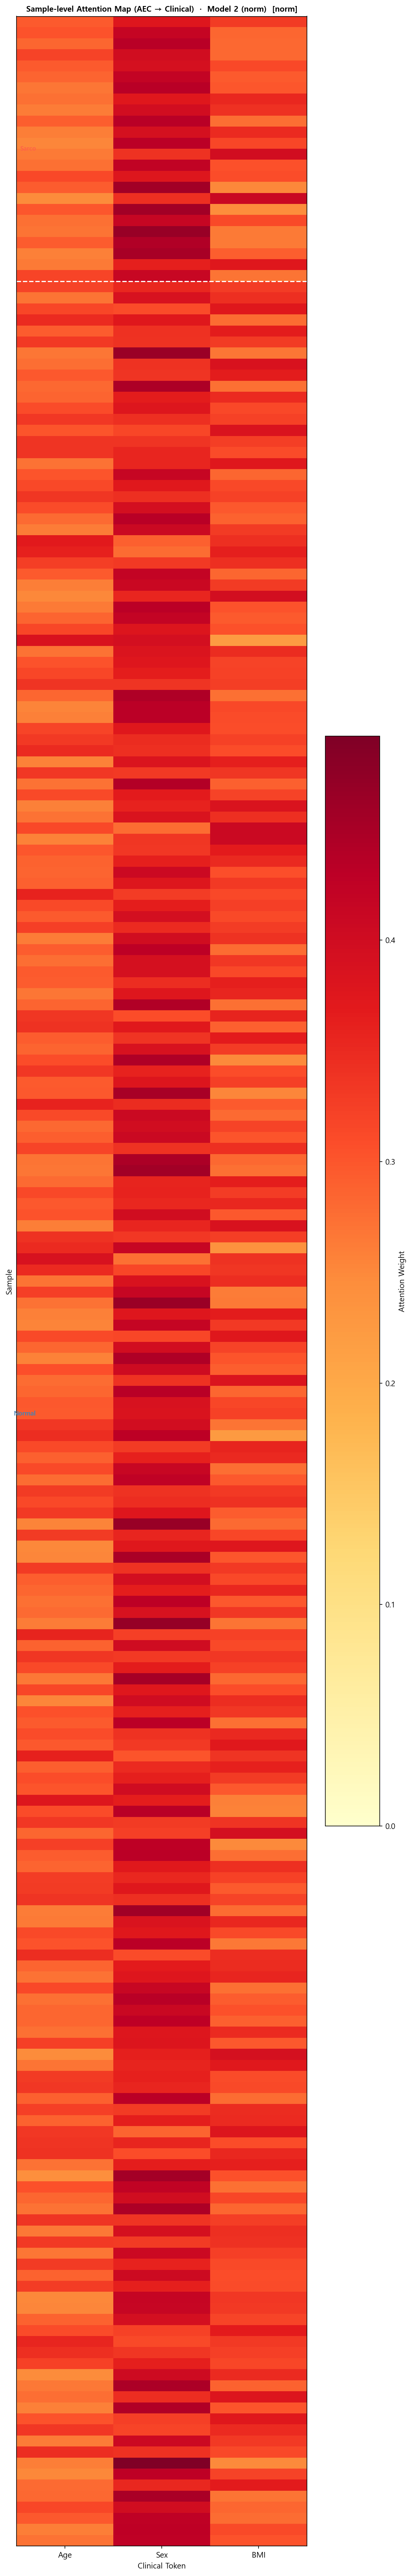 Sample-level Attention Map (AEC → Clinical)  ·  Model 2 (norm)  [norm]
0.4
0.3
Attention Weight
Sample
0.2
Normal
0.1
0.0
Age
Sex
BMI
Clinical Token